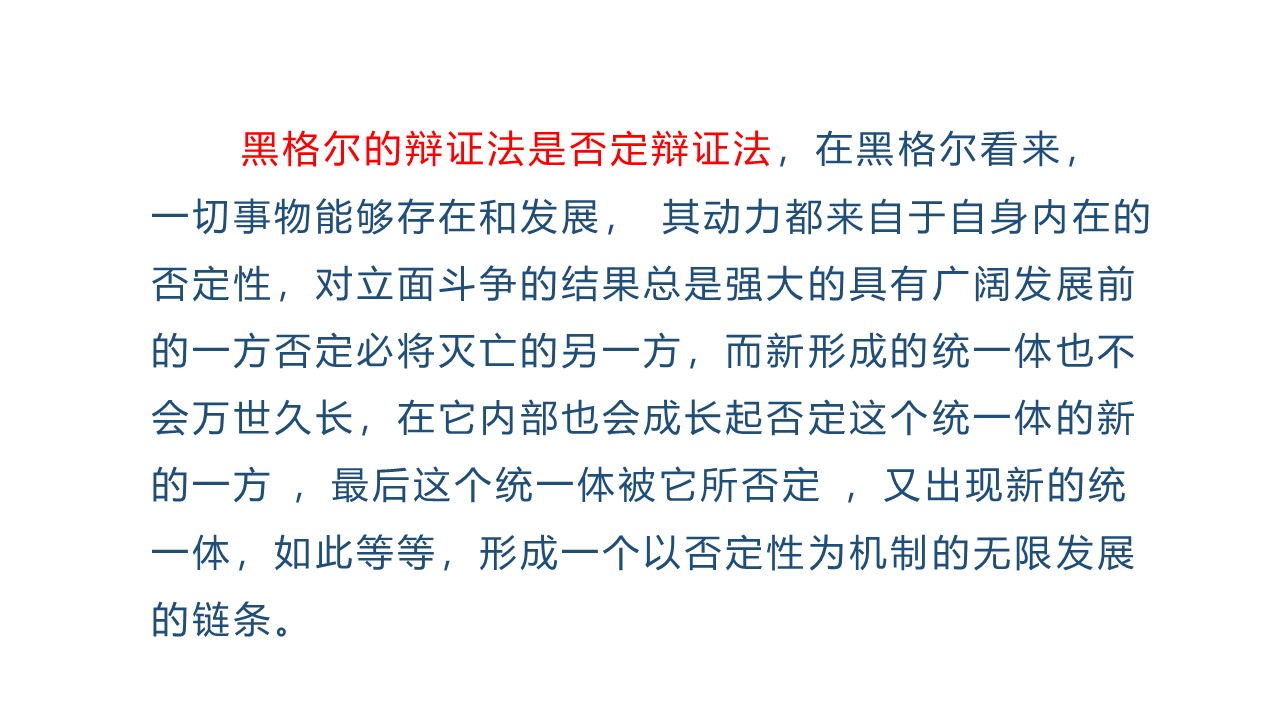 黑格尔的辩证法是否定辩证法，在黑格尔看来，
一切事物能够存在和发展， 其动力都来自于自身内在的
否定性，对立面斗争的结果总是强大的具有广阔发展前
的一方否定必将灭亡的另一方，而新形成的统一体也不
会万世久长，在它内部也会成长起否定这个统一体的新
的一方 ，最后这个统一体被它所否定 ，又出现新的统
一体，如此等等，形成一个以否定性为机制的无限发展
的链条。